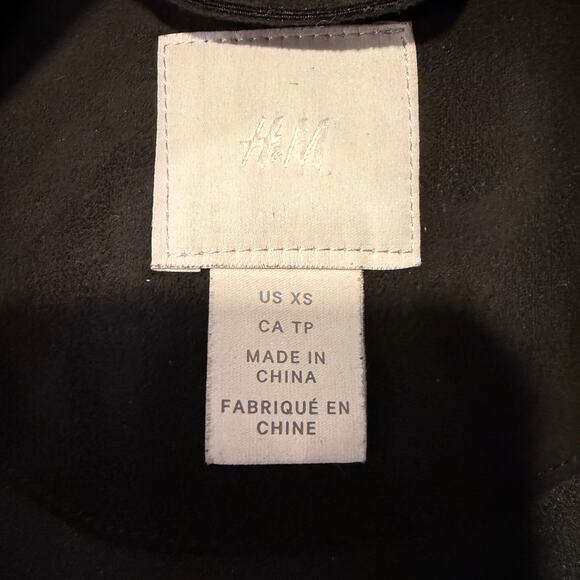 H&M
US XS
CA TP
MADE IN
CHINA
FABRIQUÉ EN
CHINE